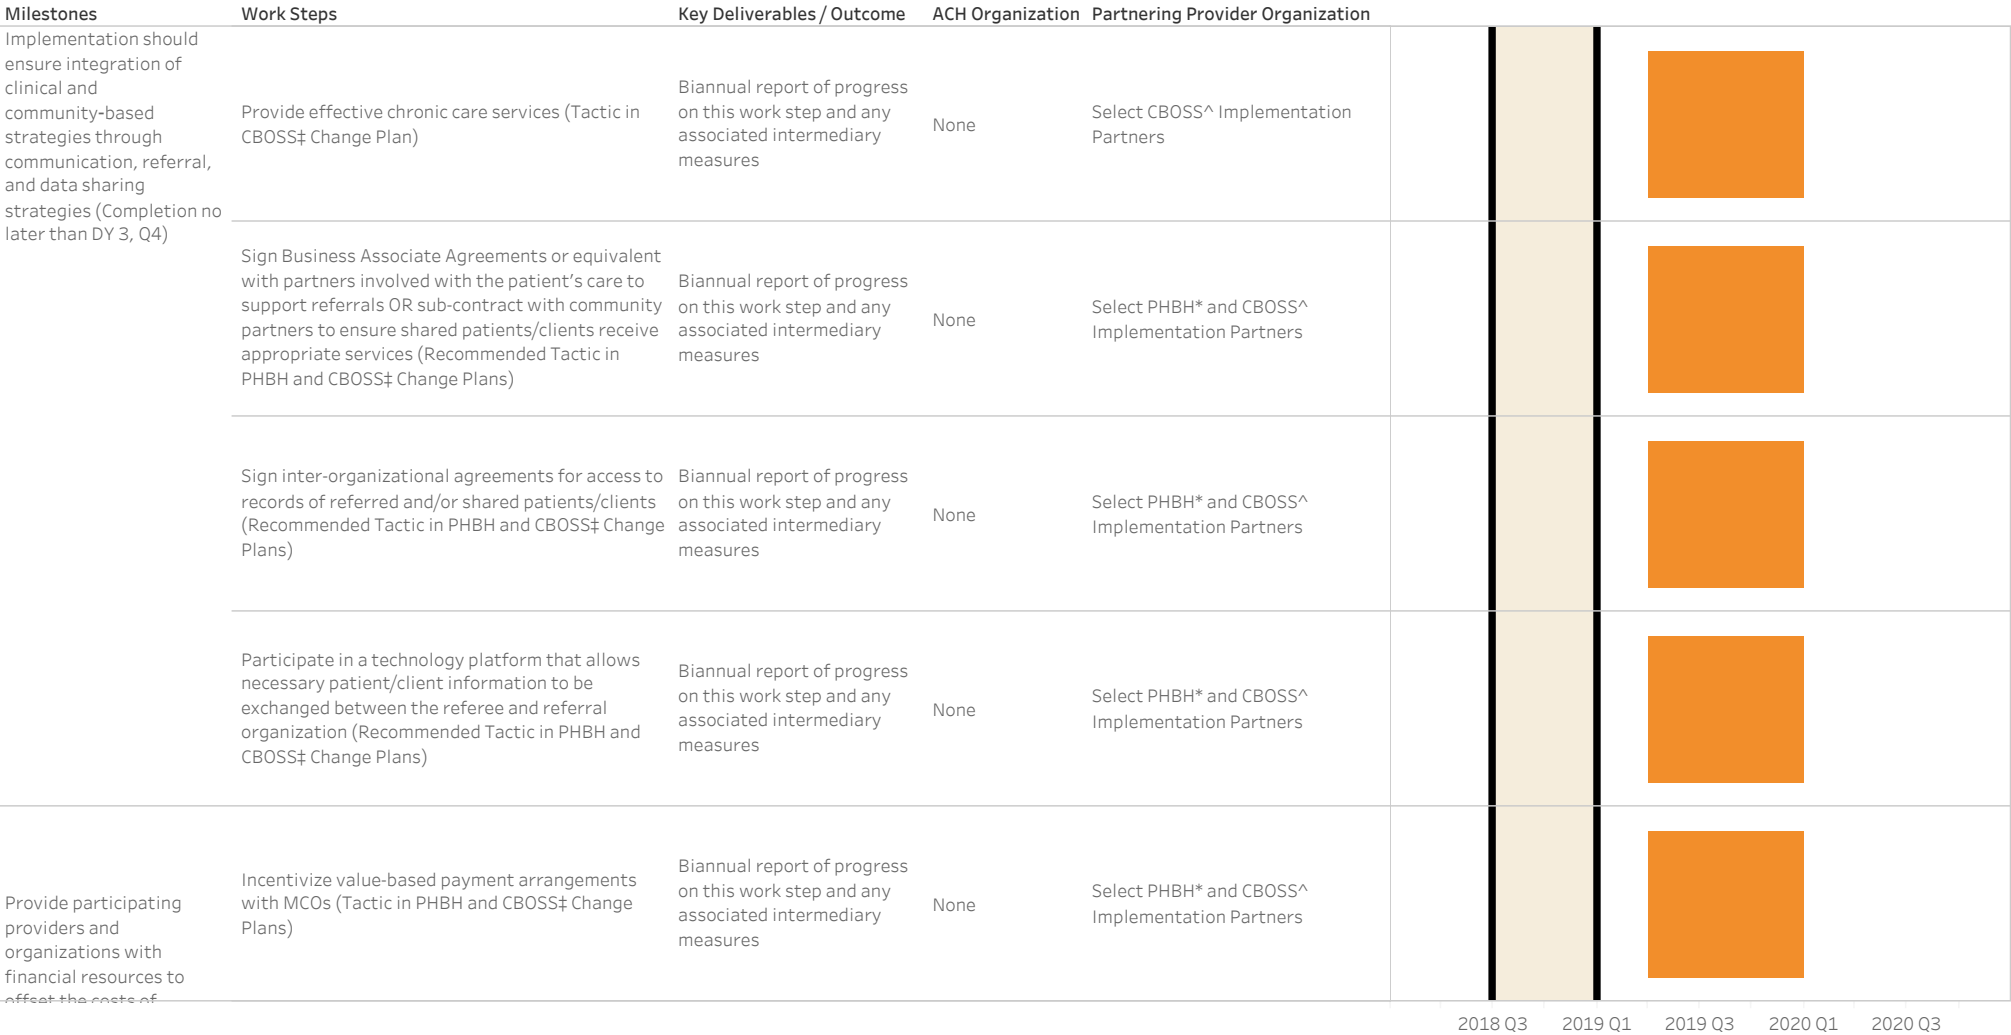 Milestones
Work Steps
Key Deliverables / Outcome
ACH Organization
Partnering Provider Organization
Implementation should
ensure integration of
clinical and
community-based
strategies through
communication, referral,
and data sharing
strategies (Completion no
later than DY 3, Q4)
Provide effective chronic care services (Tactic in
CBOSS‡ Change Plan)
Biannual report of progress
on this work step and any
associated intermediary
measures
None
Select CBOSS^ Implementation
Partners
Sign Business Associate Agreements or equivalent
with partners involved with the patient's care to
support referrals OR sub-contract with community
partners to ensure shared patients/clients receive
appropriate services (Recommended Tactic in
PHBH and CBOSS‡ Change Plans)
Biannual report of progress
on this work step and any
associated intermediary
measures
None
Select PHBH* and CBOSS^
Implementation Partners
Sign inter-organizational agreements for access to
records of referred and/or shared patients/clients
(Recommended Tactic in PHBH and CBOSS‡ Change
Plans)
Biannual report of progress
on this work step and any
associated intermediary
measures
None
Select PHBH* and CBOSS^
Implementation Partners
Participate in a technology platform that allows
necessary patient/client information to be
exchanged between the referee and referral
organization (Recommended Tactic in PHBH and
CBOSS‡ Change Plans)
Biannual report of progress
on this work step and any
associated intermediary
measures
None
Select PHBH* and CBOSS^
Implementation Partners
Provide participating
providers and
organizations with
financial resources to
offset the costs of
Incentivize value-based payment arrangements
with MCOs (Tactic in PHBH and CBOSS‡ Change
Plans)
Biannual report of progress
on this work step and any
associated intermediary
measures
None
Select PHBH* and CBOSS^
Implementation Partners
2018 Q3
2019 Q1
2019 Q3
2020 Q1
2020 Q3